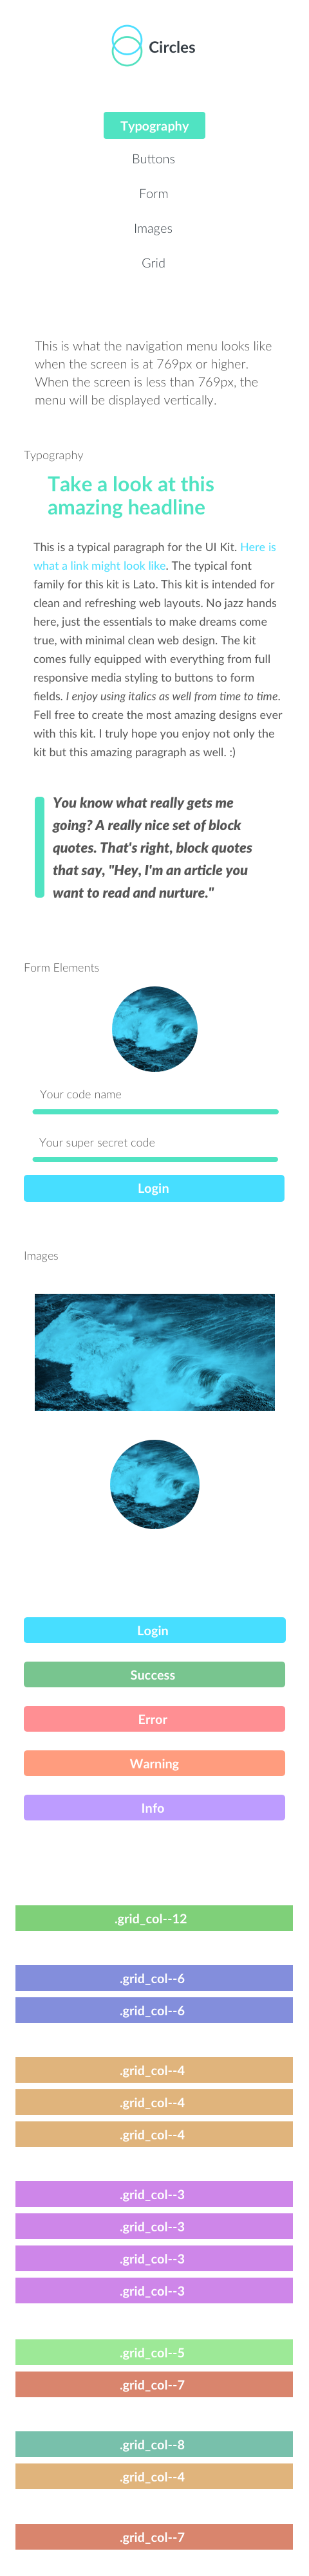 Circles
Typography
Buttons
Form
Images
Grid
This is what the navigation menu looks like
when the screen is at 769px or higher.
When the screen is less than 769px, the
menu will be displayed vertically.
Typography
Take a look at this
amazing headline
This is a typical paragraph for the UI Kit. Here is
what a link might look like. The typical font
family for this kit is Lato. This kit is intended for
clean and refreshing web layouts. No jazz hands
here, just the essentials to make dreams come
true, with minimal clean web design. The kit
comes fully equipped with everything from full
responsive media styling to buttons to form
fields. I enjoy using italics as well from time to time.
Fell free to create the most amazing designs ever
with this kit. I truly hope you enjoy not only the
kit but this amazing paragraph as well. :)
You know what really gets me
going? A really nice set of block
quotes. That's right, block quotes
that say, "Hey, I'm an article you
want to read and nurture."
Form Elements
Your code name
Your super secret code
Login
Images
Login
Success
Error
Warning
Info
.grid_col--12
.grid_col--6
.grid_col--6
.grid_col--4
.grid_col--4
.grid_col--4
.grid_col--3
.grid_col--3
.grid_col--3
.grid_col--3
.grid_col--5
.grid_col--7
.grid_col--8
.grid_col--4
.grid_col--7